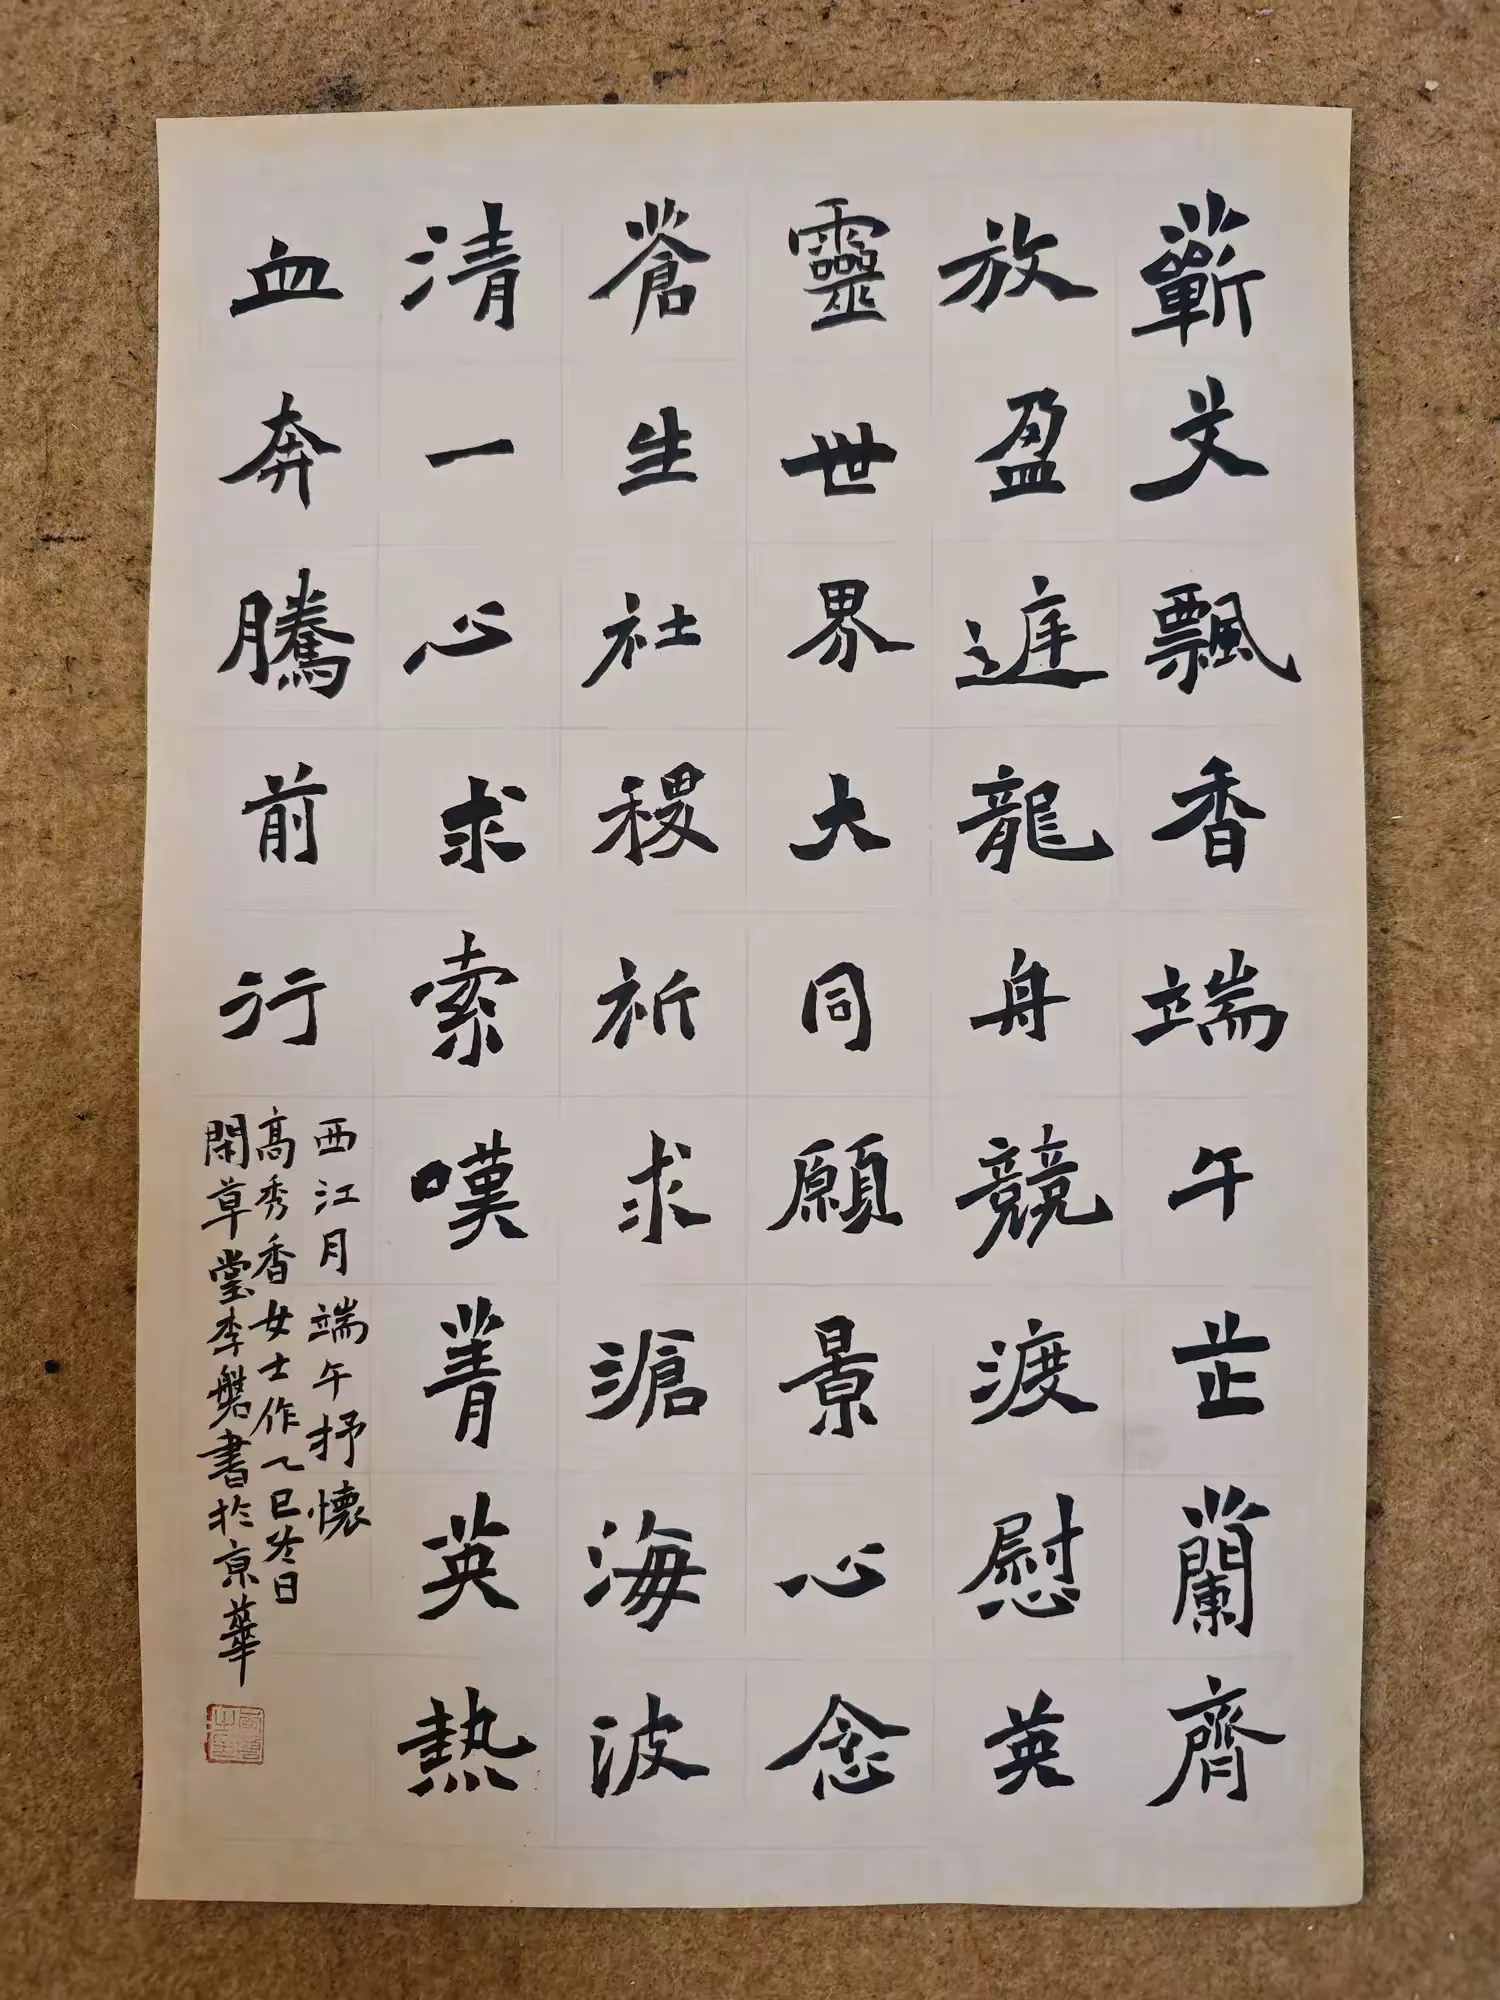 蘄艾飄香端午芷蘭齊
放盈庭龍舟競渡慰英
靈世界大同願景心念
蒼生社稷祈求滄海波
清一心求索嘆菁英熱
血奔騰前行
西江月端午抒懷
高秀香女士作乙巳冬日
閑草堂李磐書於京華